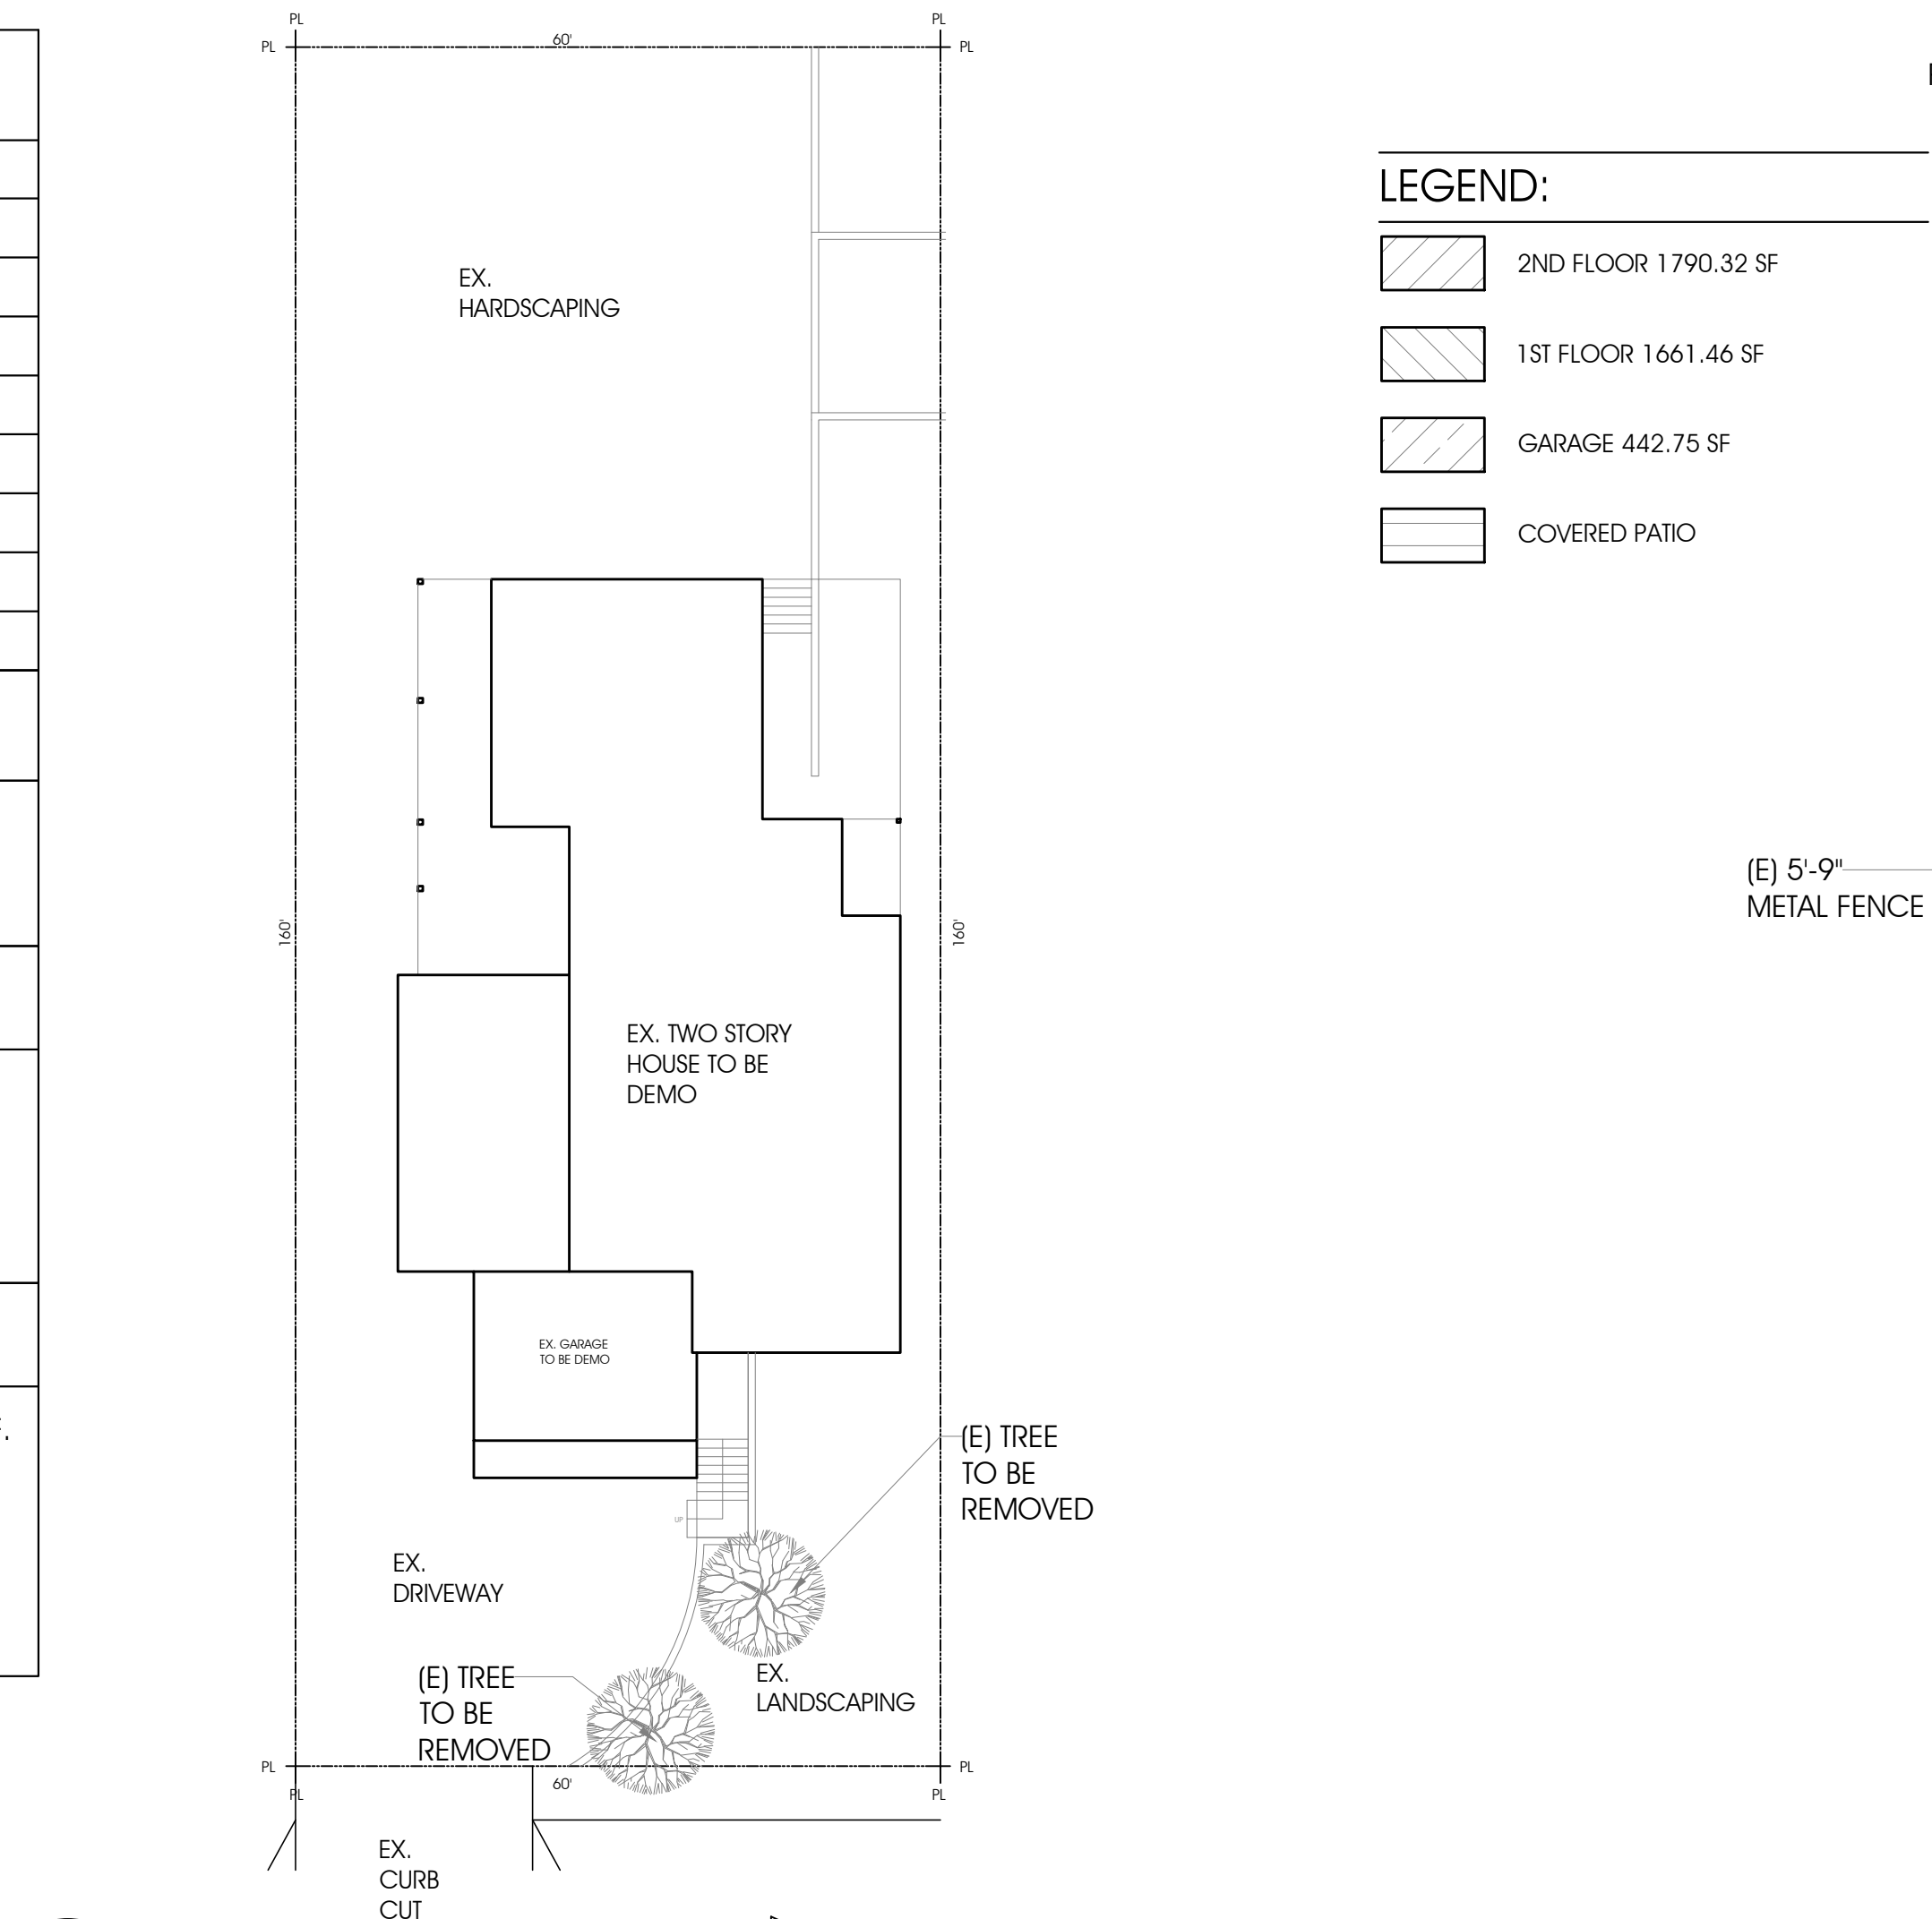 PL
PL
PL
60'
PL
EX.
HARDSCAPING
LEGEND:
2ND FLOOR 1790.32 SF
1ST FLOOR 1661.46 SF
GARAGE 442.75 SF
COVERED PATIO
(E) 5'-9"
METAL FENCE
160'
160'
EX. TWO STORY
HOUSE TO BE
DEMO
EX. GARAGE
TO BE DEMO
(E) TREE
TO BE
REMOVED
UP
EX.
DRIVEWAY
(E) TREE
TO BE
REMOVED
EX.
LANDSCAPING
PL
60'
PL
PL
PL
EX.
CURB
CUT